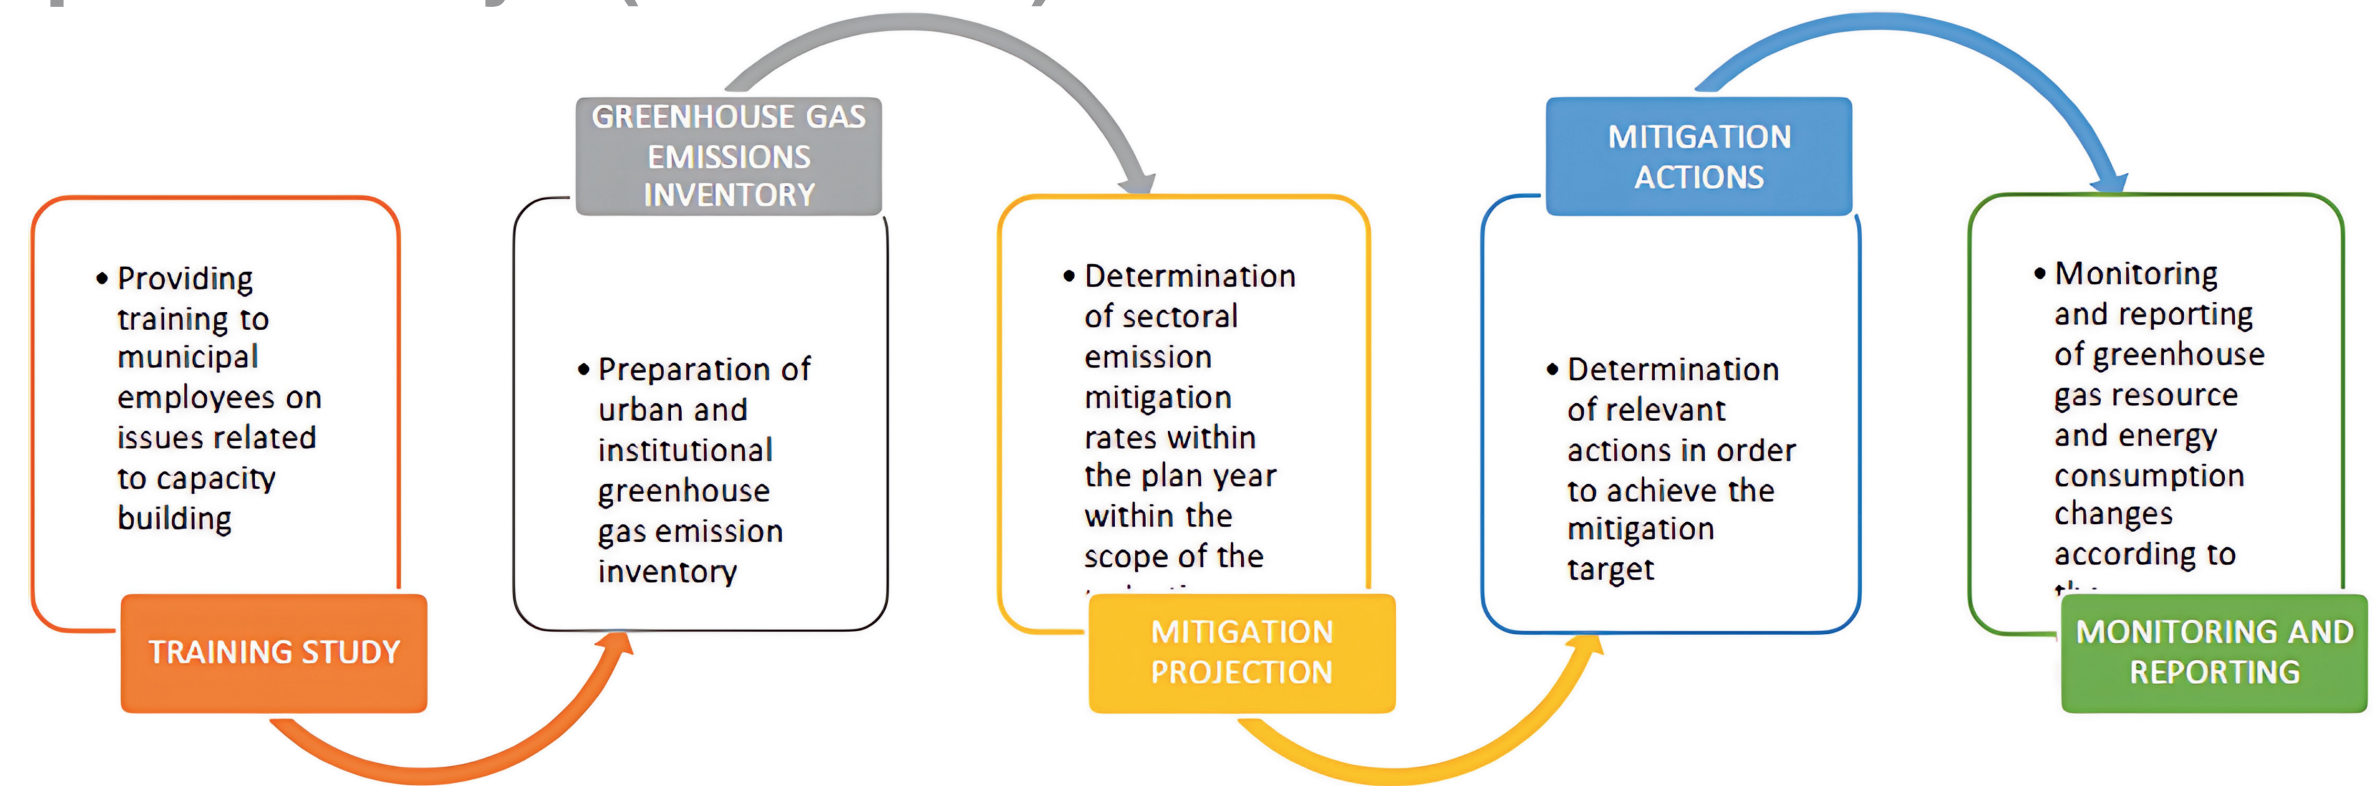 • Providing
training to
municipal
employees on
issues related
to capacity
building
TRAINING STUDY
GREENHOUSE GAS
EMISSIONS
INVENTORY
• Preparation of
urban and
institutional
greenhouse
gas emission
inventory
• Determination
of sectoral
emission
mitigation
rates within
the plan year
within the
scope of the
MITIGATION
PROJECTION
MITIGATION
ACTIONS
• Determination
of relevant
actions in order
to achieve the
mitigation
target
• Monitoring
and reporting
of greenhouse
gas resource
and energy
consumption
changes
according to
MONITORING AND
REPORTING